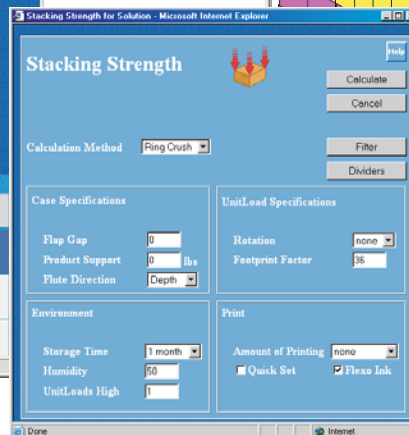 Stacking Strength for Solution - Microsoft Internet Explorer
Help
Stacking Strength
Calculate
Cancel
Calculation Method Ring Crush
Filter
Dividers
Case Specifications
Flap Gap 0
Product Support 0 lbs
Flute Direction Depth
UnitLoad Specifications
Rotation none
Footprint Factor 36
Environment
Storage Time 1 month
Humidity 50
UnitLoads High 1
Print
Amount of Printing none
Quick Set Flexo Ink
Done Internet